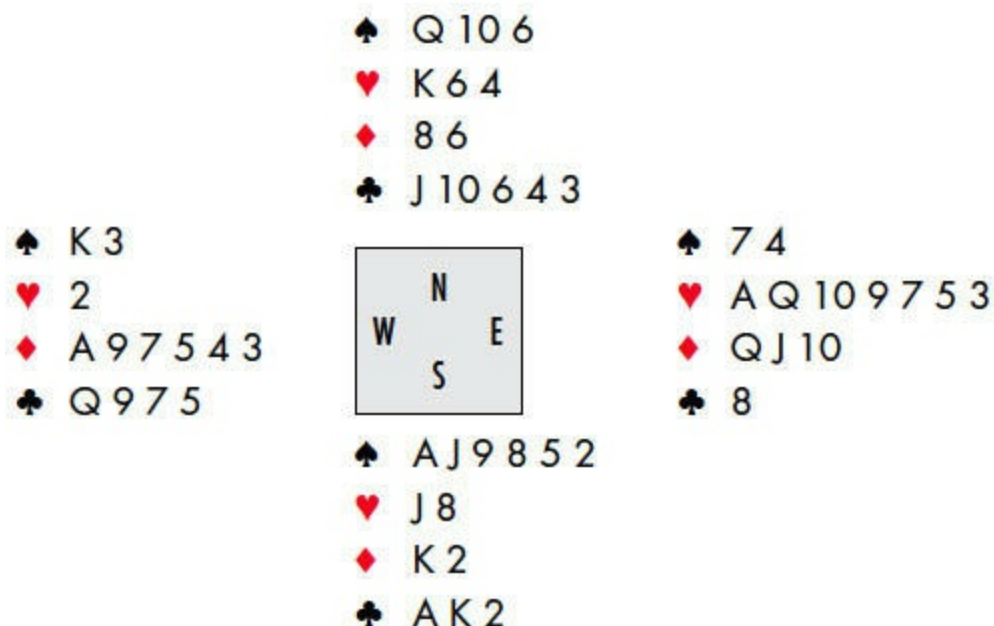 ♠ Q 10 6
♥ K 6 4
♦ 8 6
♣ J 10 6 4 3
♠ K 3
♥ 2
♦ A 9 7 5 4 3
♣ Q 9 7 5
N
W E
S
♠ 7 4
♥ A Q 10 9 7 5 3
♦ Q J 10
♣ 8
♠ A J 9 8 5 2
♥ J 8
♦ K 2
♣ A K 2